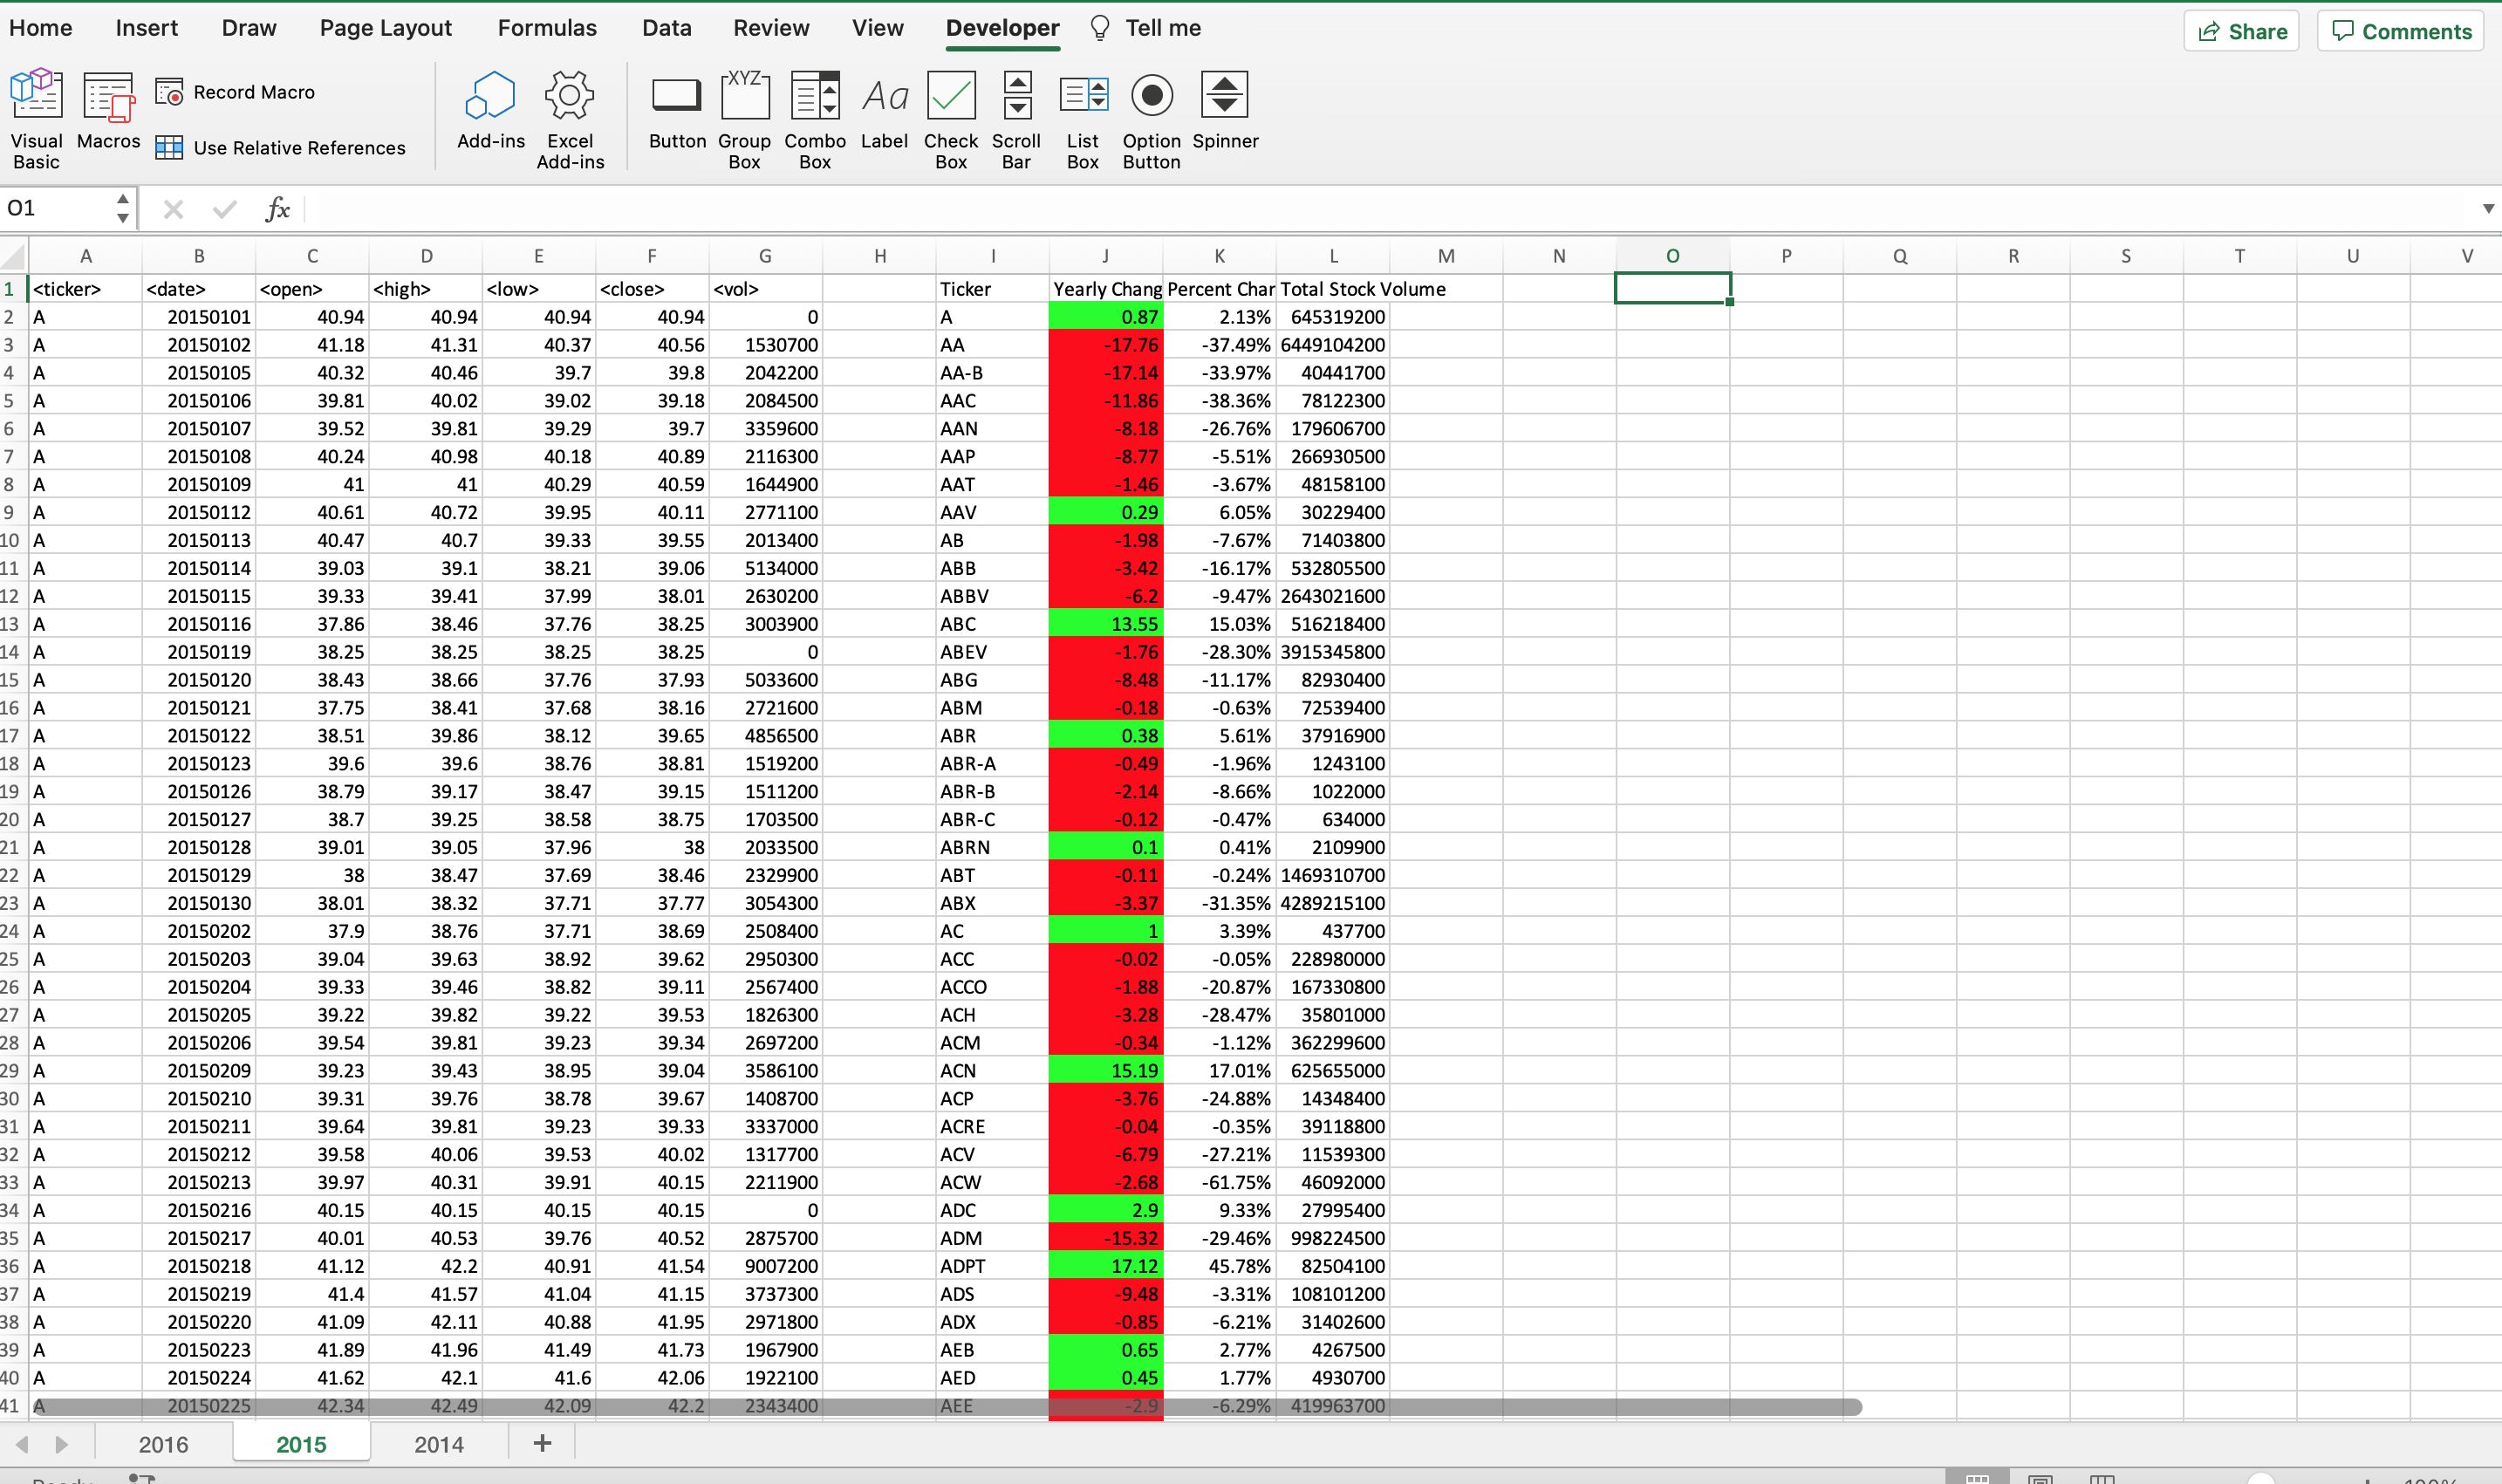 Home Insert Draw Page Layout Formulas Data Review View Developer Tell me Share Comments
Visual Basic Macros Record Macro Use Relative References Add-ins Excel Add-ins Button Group Box Combo Box Label Check Box Scroll Bar List Box Option Button Spinner
XYZ Aa
O1 fx
A B C D E F G H I J K L M N O P Q R S T U V
1 <ticker> <date> <open> <high> <low> <close> <vol> Ticker Yearly Chang Percent Char Total Stock Volume
2 A 20150101 40.94 40.94 40.94 40.94 0 A 0.87 2.13% 645319200
3 A 20150102 41.18 41.31 40.37 40.56 1530700 AA -17.76 -37.49% 6449104200
4 A 20150105 40.32 40.46 39.7 39.8 2042200 AA-B -17.14 -33.97% 40441700
5 A 20150106 39.81 40.02 39.02 39.18 2084500 AAC -11.86 -38.36% 78122300
6 A 20150107 39.52 39.81 39.29 39.7 3359600 AAN -8.18 -26.76% 179606700
7 A 20150108 40.24 40.98 40.18 40.89 2116300 AAP -8.77 -5.51% 266930500
8 A 20150109 41 41 40.29 40.59 1644900 AAT -1.46 -3.67% 48158100
9 A 20150112 40.61 40.72 39.95 40.11 2771100 AAV 0.29 6.05% 30229400
10 A 20150113 40.47 40.7 39.33 39.55 2013400 AB -1.98 -7.67% 71403800
11 A 20150114 39.03 39.1 38.21 39.06 5134000 ABB -3.42 -16.17% 532805500
12 A 20150115 39.33 39.41 37.99 38.01 2630200 ABBV -6.2 -9.47% 2643021600
13 A 20150116 37.86 38.46 37.76 38.25 3003900 ABC 13.55 15.03% 516218400
14 A 20150119 38.25 38.25 38.25 38.25 0 ABEV -1.76 -28.30% 3915345800
15 A 20150120 38.43 38.66 37.76 37.93 5033600 ABG -8.48 -11.17% 82930400
16 A 20150121 37.75 38.41 37.68 38.16 2721600 ABM -0.18 -0.63% 72539400
17 A 20150122 38.51 39.86 38.12 39.65 4856500 ABR 0.38 5.61% 37916900
18 A 20150123 39.6 39.6 38.76 38.81 1519200 ABR-A -0.49 -1.96% 1243100
19 A 20150126 38.79 39.17 38.47 39.15 1511200 ABR-B -2.14 -8.66% 1022000
20 A 20150127 38.7 39.25 38.58 38.75 1703500 ABR-C -0.12 -0.47% 634000
21 A 20150128 39.01 39.05 37.96 38 2033500 ABRN 0.1 0.41% 2109900
22 A 20150129 38 38.47 37.69 38.46 2329900 ABT -0.11 -0.24% 1469310700
23 A 20150130 38.01 38.32 37.71 37.77 3054300 ABX -3.37 -31.35% 4289215100
24 A 20150202 37.9 38.76 37.71 38.69 2508400 AC 1 3.39% 437700
25 A 20150203 39.04 39.63 38.92 39.62 2950300 ACC -0.02 -0.05% 228980000
26 A 20150204 39.33 39.46 38.82 39.11 2567400 ACCO -1.88 -20.87% 167330800
27 A 20150205 39.22 39.82 39.22 39.53 1826300 ACH -3.28 -28.47% 35801000
28 A 20150206 39.54 39.81 39.23 39.34 2697200 ACM -0.34 -1.12% 362299600
29 A 20150209 39.23 39.43 38.95 39.04 3586100 ACN 15.19 17.01% 625655000
30 A 20150210 39.31 39.76 38.78 39.67 1408700 ACP -3.76 -24.88% 14348400
31 A 20150211 39.64 39.81 39.23 39.33 3337000 ACRE -0.04 -0.35% 39118800
32 A 20150212 39.58 40.06 39.53 40.02 1317700 ACV -6.79 -27.21% 11539300
33 A 20150213 39.97 40.31 39.91 40.15 2211900 ACW -2.68 -61.75% 46092000
34 A 20150216 40.15 40.15 40.15 40.15 0 ADC 2.9 9.33% 27995400
35 A 20150217 40.01 40.53 39.76 40.52 2875700 ADM -15.32 -29.46% 998224500
36 A 20150218 41.12 42.2 40.91 41.54 9007200 ADPT 17.12 45.78% 82504100
37 A 20150219 41.4 41.57 41.04 41.15 3737300 ADS -9.48 -3.31% 108101200
38 A 20150220 41.09 42.11 40.88 41.95 2971800 ADX -0.85 -6.21% 31402600
39 A 20150223 41.89 41.96 41.49 41.73 1967900 AEB 0.65 2.77% 4267500
40 A 20150224 41.62 42.1 41.6 42.06 1922100 AED 0.45 1.77% 4930700
41 A 20150225 42.34 42.49 42.09 42.2 2343400 AEE -2.9 -6.29% 419963700
2016 2015 2014 +